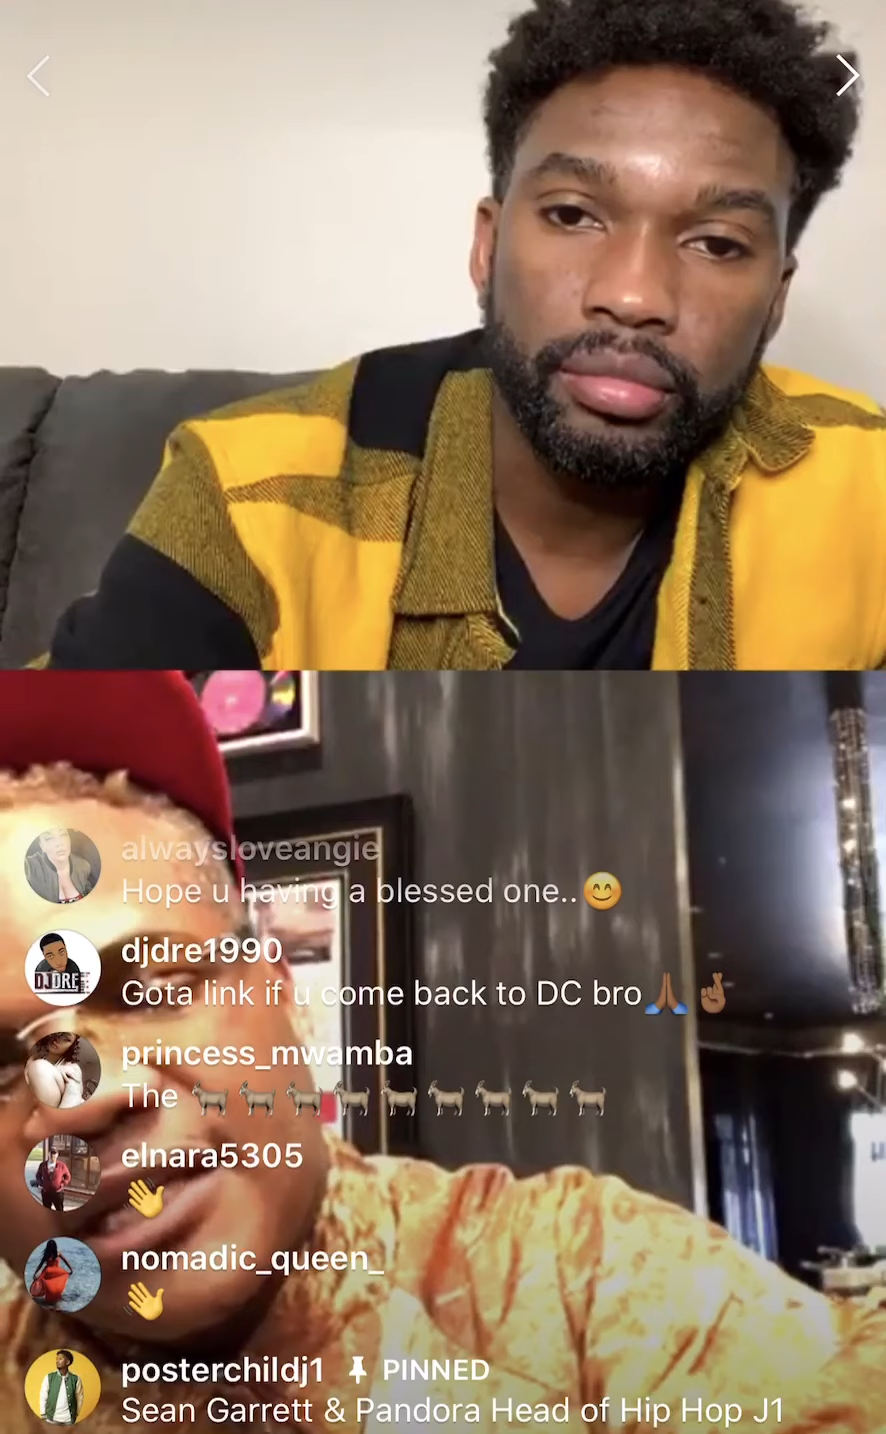 alwaysloveangie
Hope u having a blessed one..😊
djdre1990
DJDRE
Gota link if u come back to DC bro🙏🏾🤞🏾
princess_mwamba
The 🐐🐐🐐🐐🐐🐐🐐🐐🐐
elnara5305
👋
nomadic_queen_
👋
posterchildj1 📌 PINNED
Sean Garrett & Pandora Head of Hip Hop J1